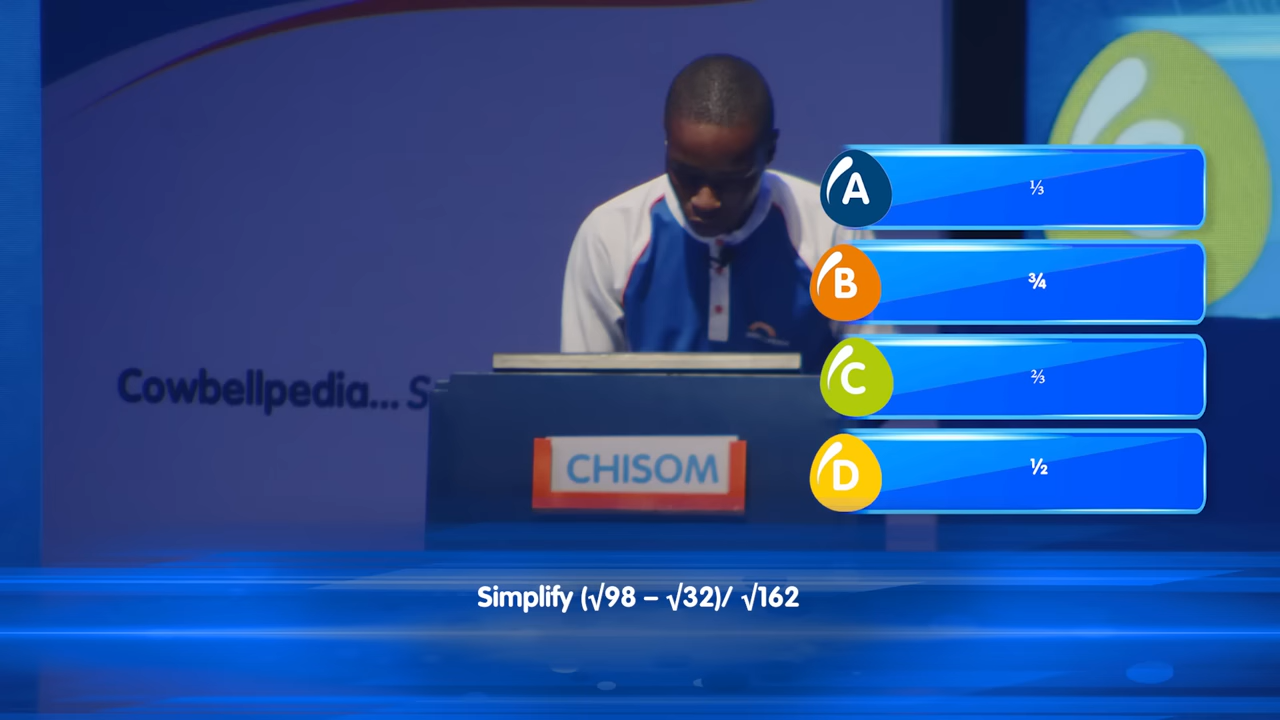 A ⅓
B ¾
C ⅔
D ½
Cowbellpedia... S
CHISOM
Simplify (√98 – √32)/ √162